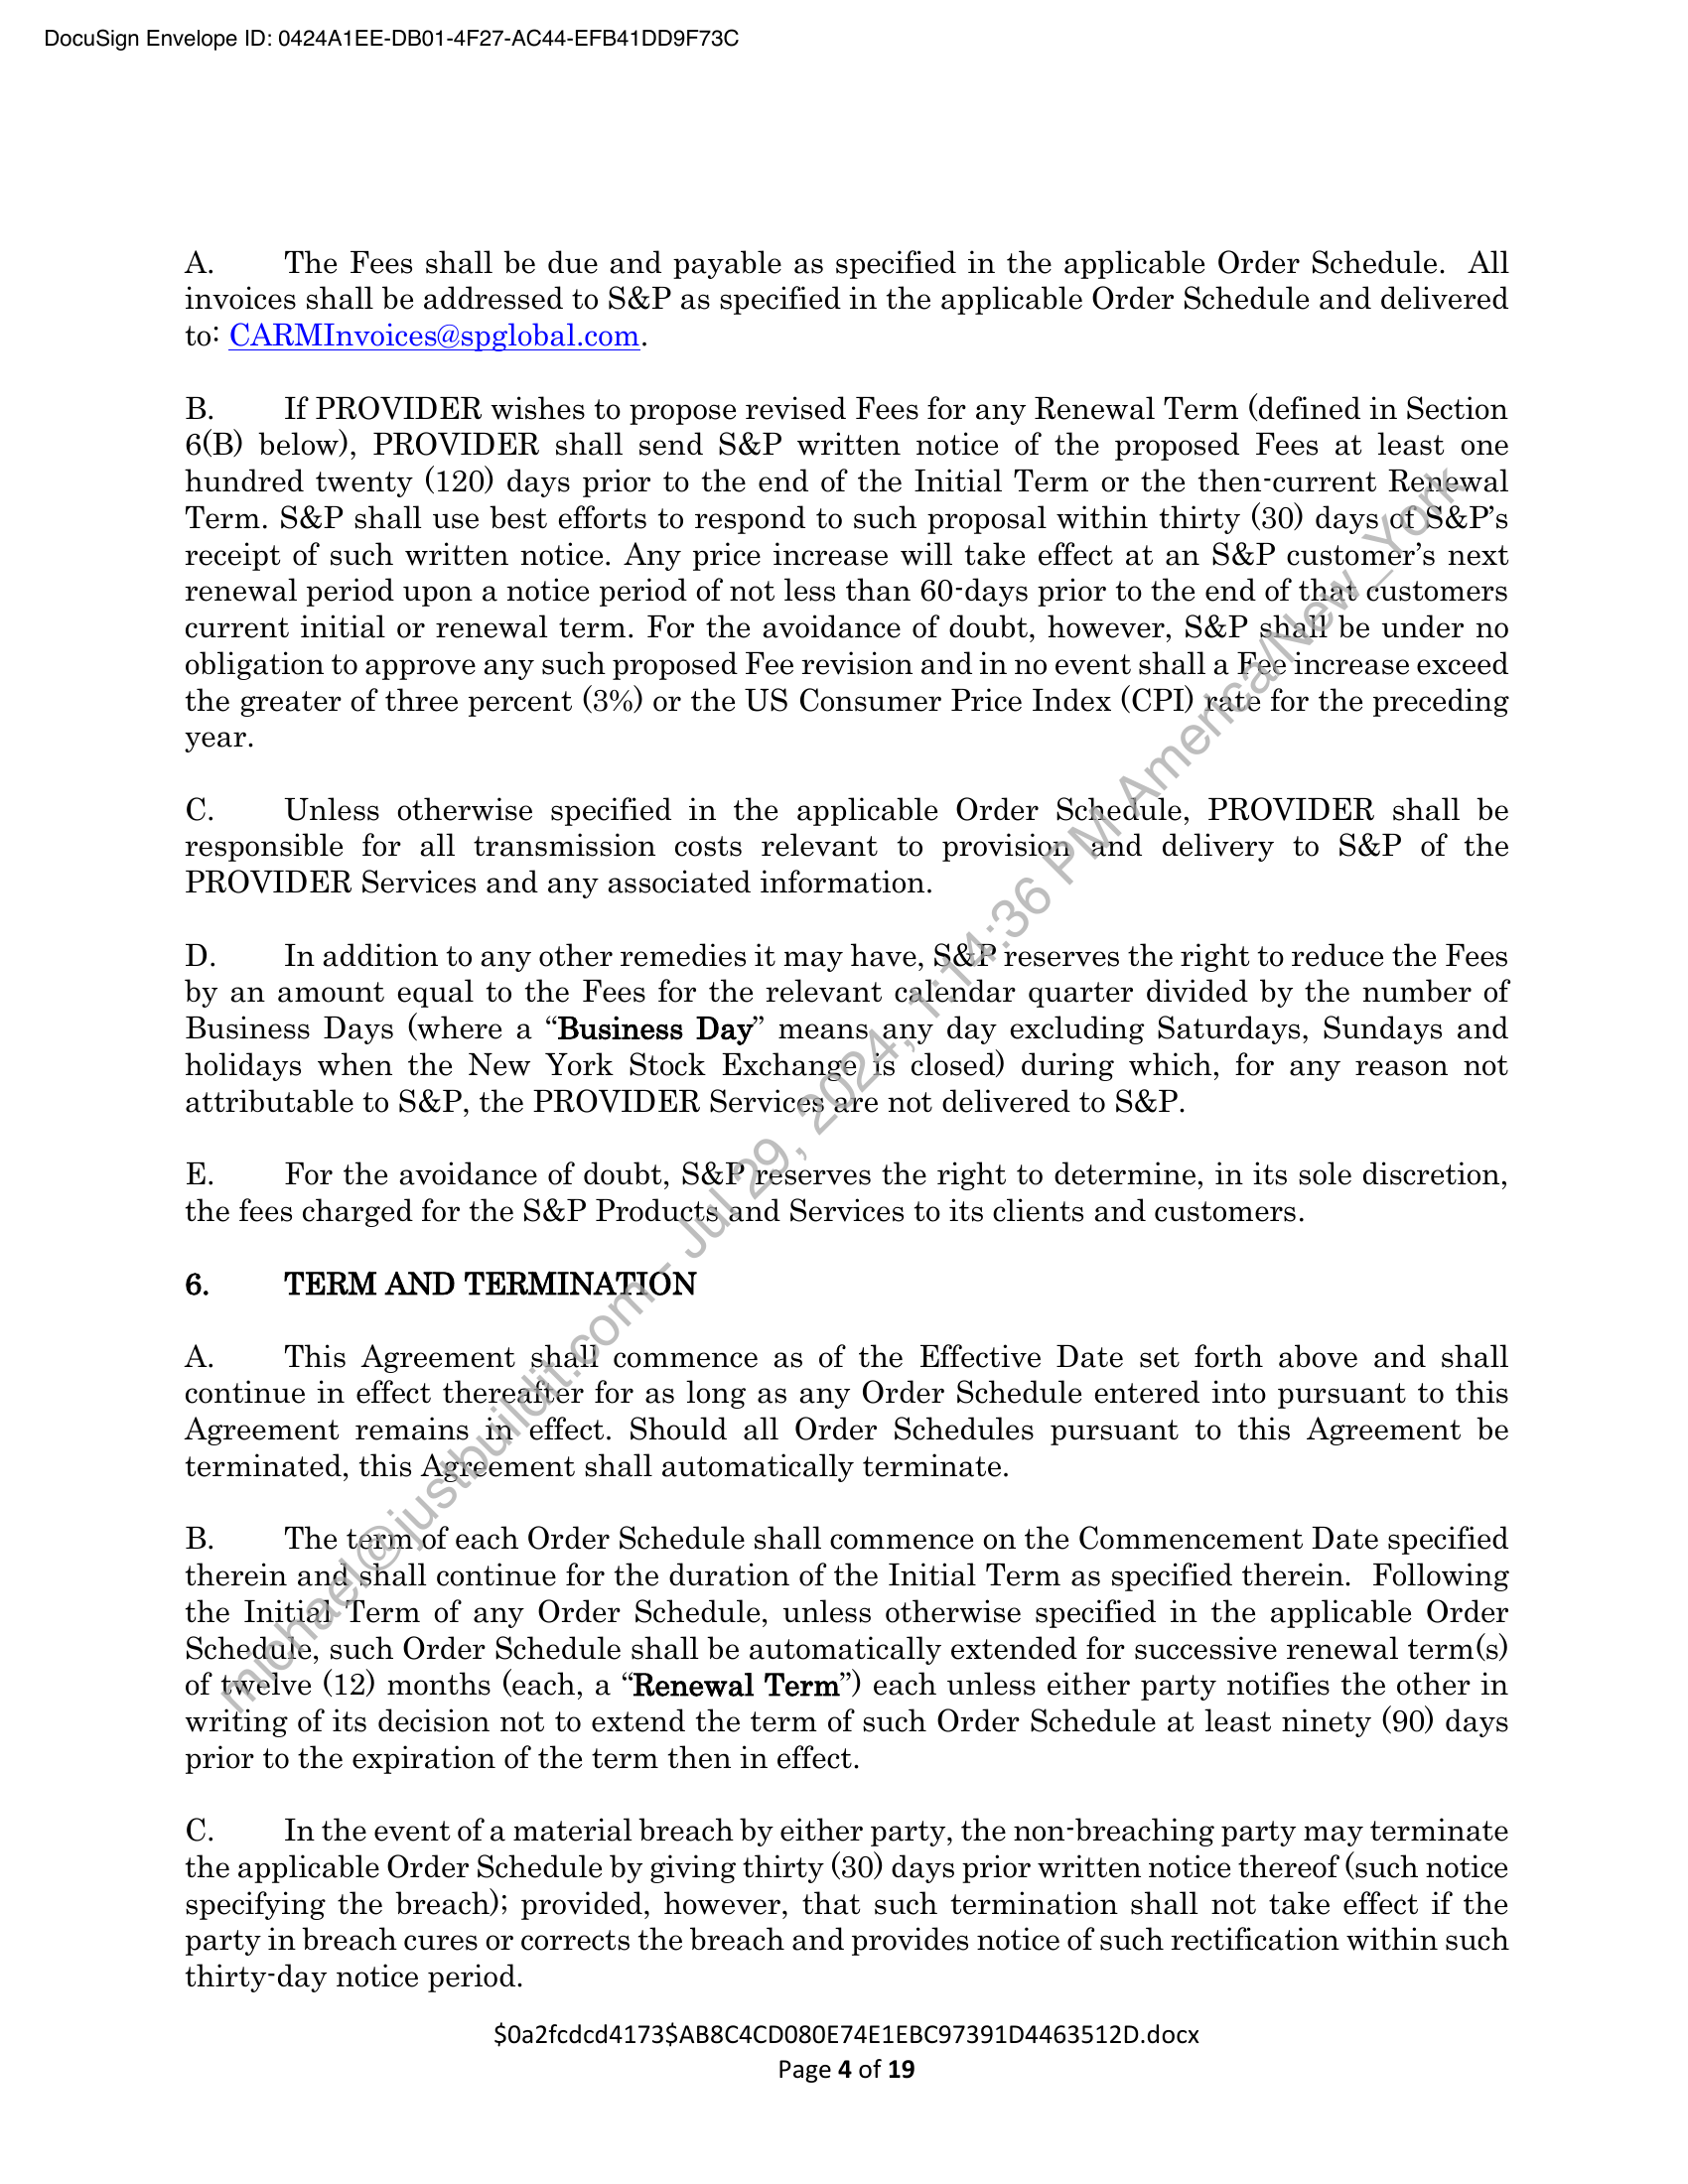 DocuSign Envelope ID: 0424A1EE-DB01-4F27-AC44-EFB41DD9F73C
A. The Fees shall be due and payable as specified in the applicable Order Schedule. All
invoices shall be addressed to S&P as specified in the applicable Order Schedule and delivered
to: CARMInvoices@spglobal.com.
B. If PROVIDER wishes to propose revised Fees for any Renewal Term (defined in Section
6(B) below), PROVIDER shall send S&P written notice of the proposed Fees at least one
hundred twenty (120) days prior to the end of the Initial Term or the then-current Renewal
Term. S&P shall use best efforts to respond to such proposal within thirty (30) days of S&P’s
receipt of such written notice. Any price increase will take effect at an S&P customer’s next
renewal period upon a notice period of not less than 60-days prior to the end of that customers
current initial or renewal term. For the avoidance of doubt, however, S&P shall be under no
obligation to approve any such proposed Fee revision and in no event shall a Fee increase exceed
the greater of three percent (3%) or the US Consumer Price Index (CPI) rate for the preceding
year.
C. Unless otherwise specified in the applicable Order Schedule, PROVIDER shall be
responsible for all transmission costs relevant to provision and delivery to S&P of the
PROVIDER Services and any associated information.
D. In addition to any other remedies it may have, S&P reserves the right to reduce the Fees
by an amount equal to the Fees for the relevant calendar quarter divided by the number of
Business Days (where a “Business Day” means any day excluding Saturdays, Sundays and
holidays when the New York Stock Exchange is closed) during which, for any reason not
attributable to S&P, the PROVIDER Services are not delivered to S&P.
E. For the avoidance of doubt, S&P reserves the right to determine, in its sole discretion,
the fees charged for the S&P Products and Services to its clients and customers.
6. TERM AND TERMINATION
A. This Agreement shall commence as of the Effective Date set forth above and shall
continue in effect thereafter for as long as any Order Schedule entered into pursuant to this
Agreement remains in effect. Should all Order Schedules pursuant to this Agreement be
terminated, this Agreement shall automatically terminate.
B. The term of each Order Schedule shall commence on the Commencement Date specified
therein and shall continue for the duration of the Initial Term as specified therein. Following
the Initial Term of any Order Schedule, unless otherwise specified in the applicable Order
Schedule, such Order Schedule shall be automatically extended for successive renewal term(s)
of twelve (12) months (each, a “Renewal Term”) each unless either party notifies the other in
writing of its decision not to extend the term of such Order Schedule at least ninety (90) days
prior to the expiration of the term then in effect.
C. In the event of a material breach by either party, the non-breaching party may terminate
the applicable Order Schedule by giving thirty (30) days prior written notice thereof (such notice
specifying the breach); provided, however, that such termination shall not take effect if the
party in breach cures or corrects the breach and provides notice of such rectification within such
thirty-day notice period.
$0a2fcdcd4173$AB8C4CD080E74E1EBC97391D4463512D.docx
Page 4 of 19
michael@justbuildit.com - Jul 29, 2024, 1:14:36 PM America/New_York